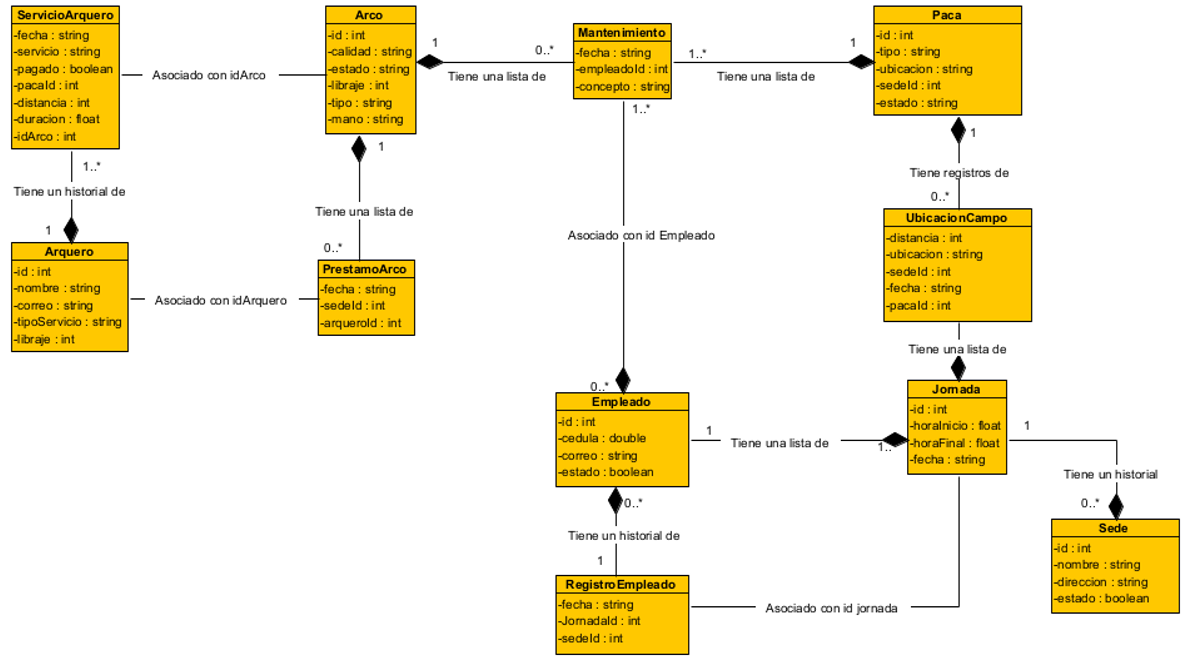 ServicioArquero
-fecha : string
-servicio : string
-pagado : boolean
-pacaId : int
-distancia : int
-duracion : float
-idArco : int
Asociado con idArco
Arco
-id : int
-calidad : string
-estado : string
-libraje : int
-tipo : string
-mano : string
1
0..*
Tiene una lista de
Mantenimiento
-fecha : string
-empleadoId : int
-concepto : string
1..*
1
Tiene una lista de
Paca
-id : int
-tipo : string
-ubicacion : string
-sedeId : int
-estado : string
1..*
Tiene un historial de
1
1
Tiene una lista de
0..*
1..*
Asociado con id Empleado
0..*
1
Tiene registros de
0..*
Arquero
-id : int
-nombre : string
-correo : string
-tipoServicio : string
-libraje : int
Asociado con idArquero
PrestamoArco
-fecha : string
-sedeId : int
-arqueroId : int
UbicacionCampo
-distancia : int
-ubicacion : string
-sedeId : int
-fecha : string
-pacaId : int
Tiene una lista de
Empleado
-id : int
-cedula : double
-correo : string
-estado : boolean
1
Tiene una lista de
1..
Jornada
-id : int
-horaInicio : float
-horaFinal : float
-fecha : string
1
Tiene un historial
0..*
0..*
Tiene un historial de
1
RegistroEmpleado
-fecha : string
-JornadaId : int
-sedeId : int
Asociado con id jornada
Sede
-id : int
-nombre : string
-direccion : string
-estado : boolean